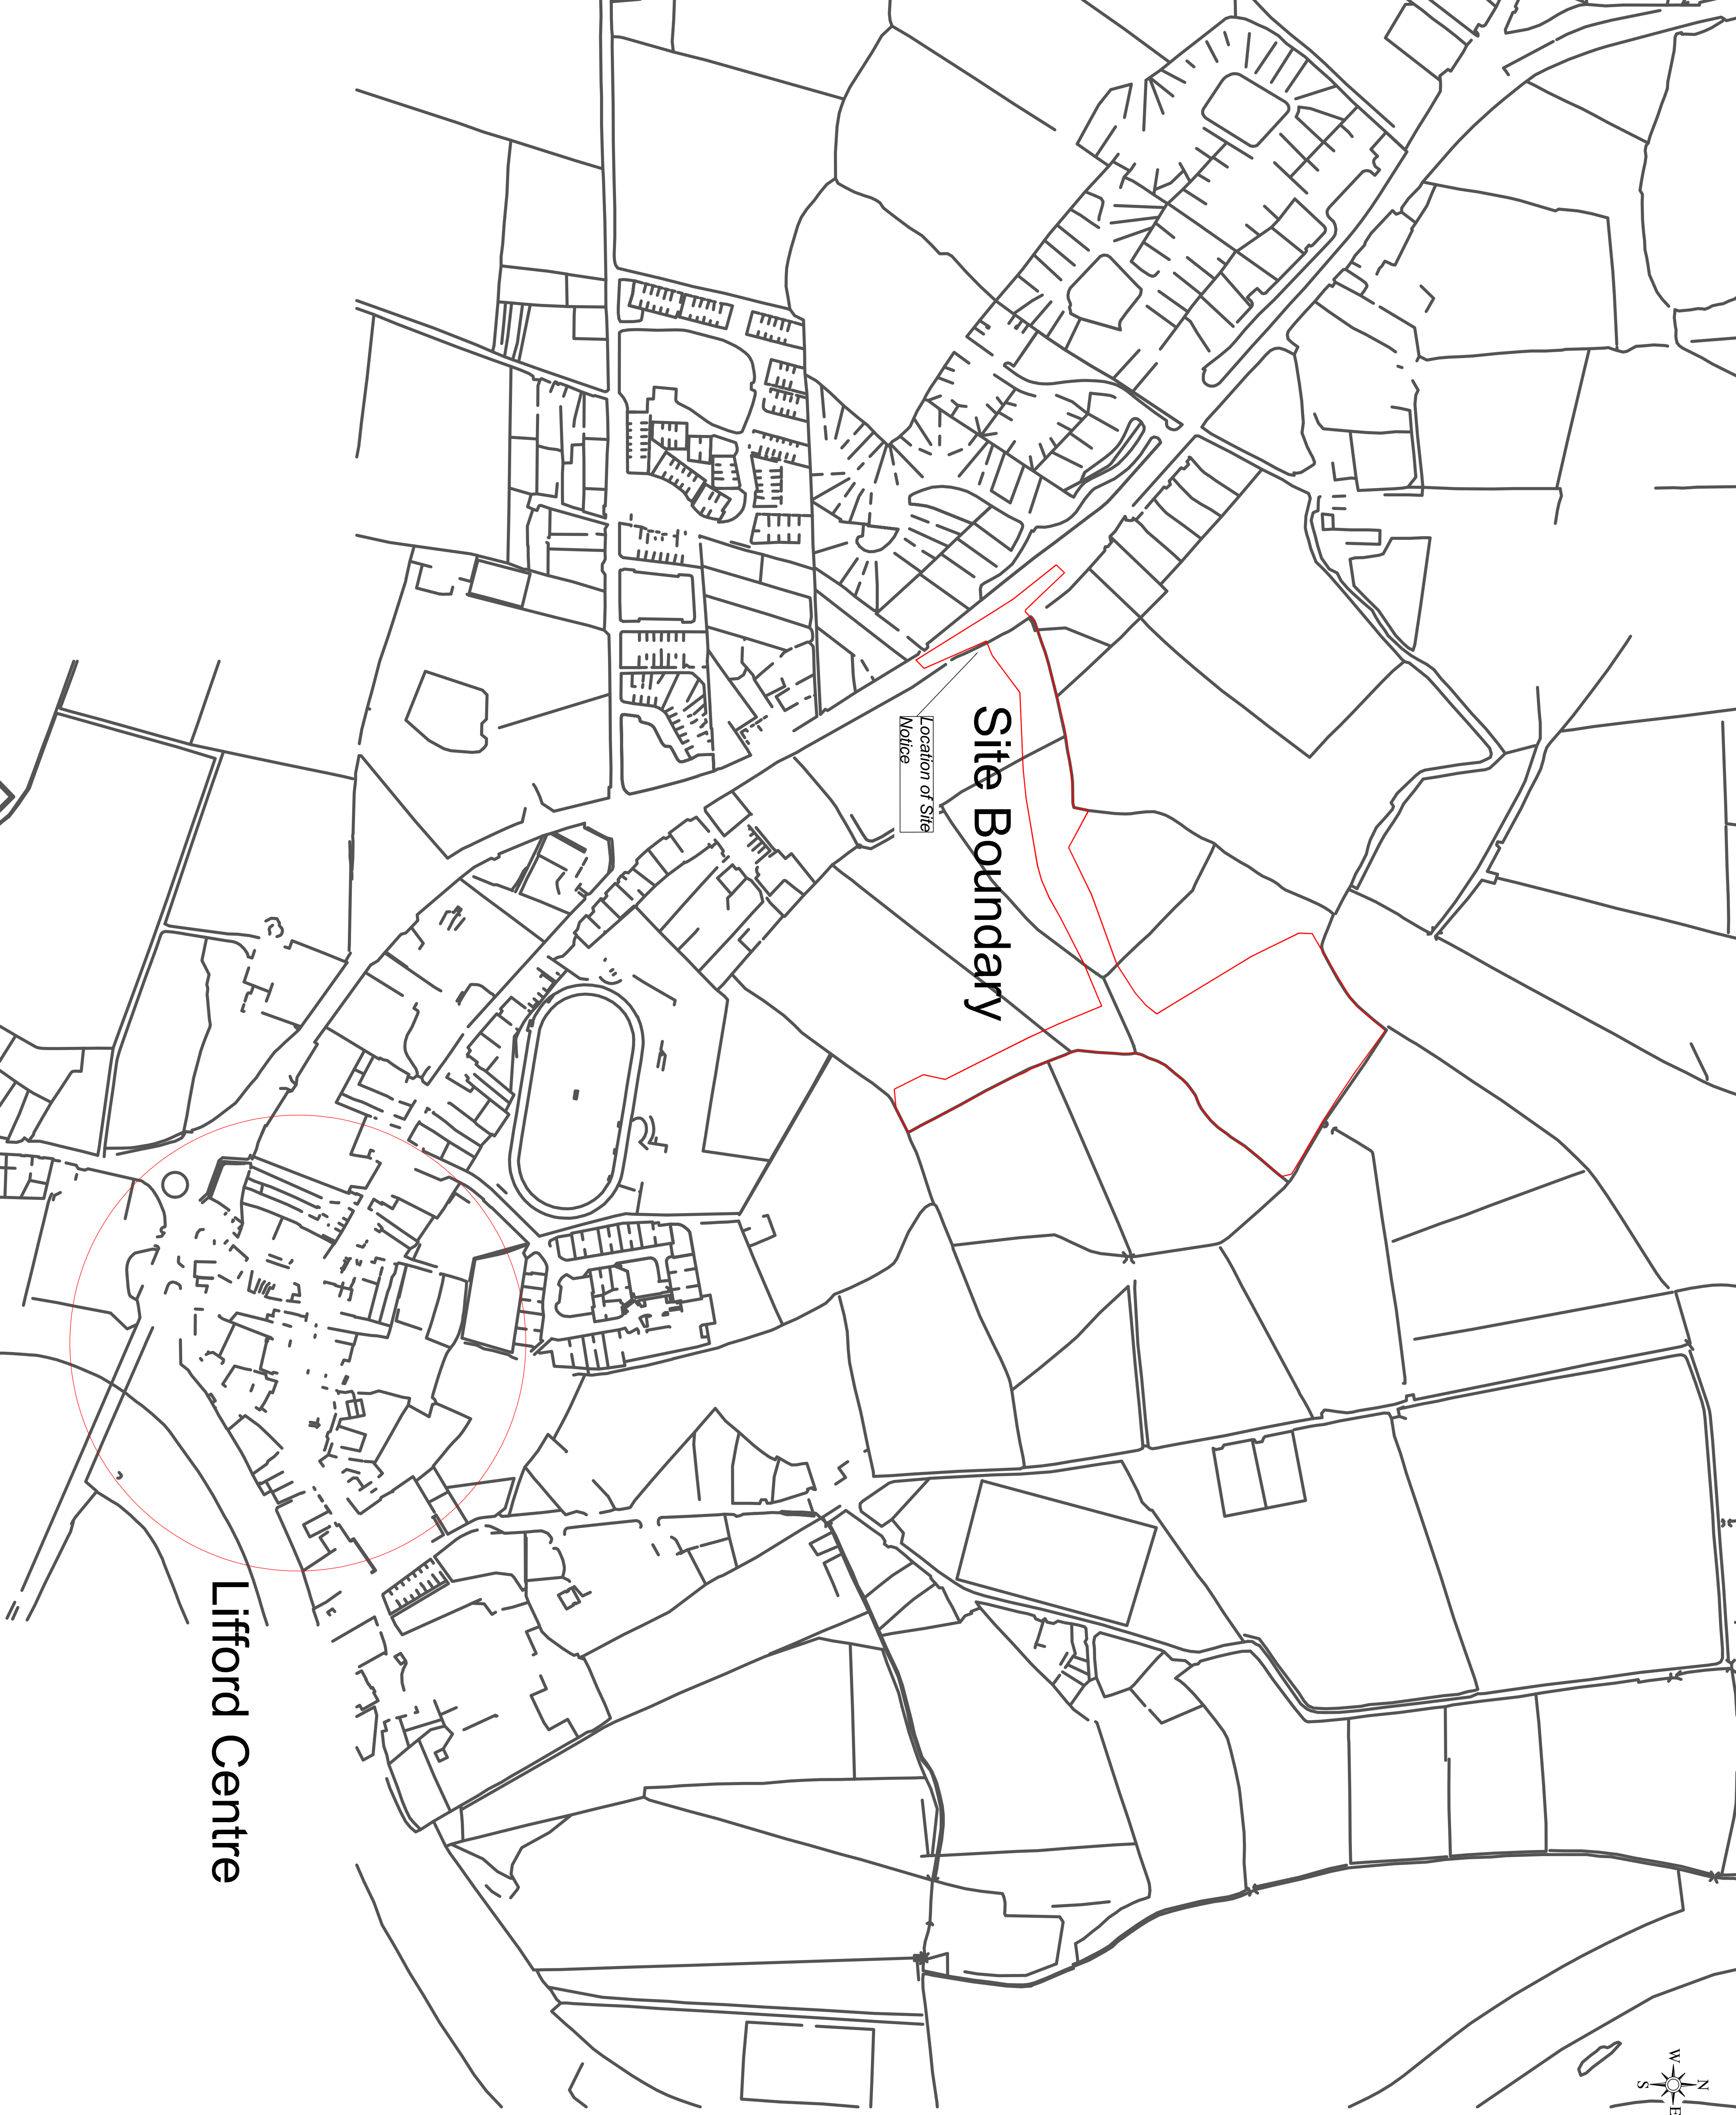 Site Boundary
Location of Site
Notice
Lifford Centre
N
W
E
S